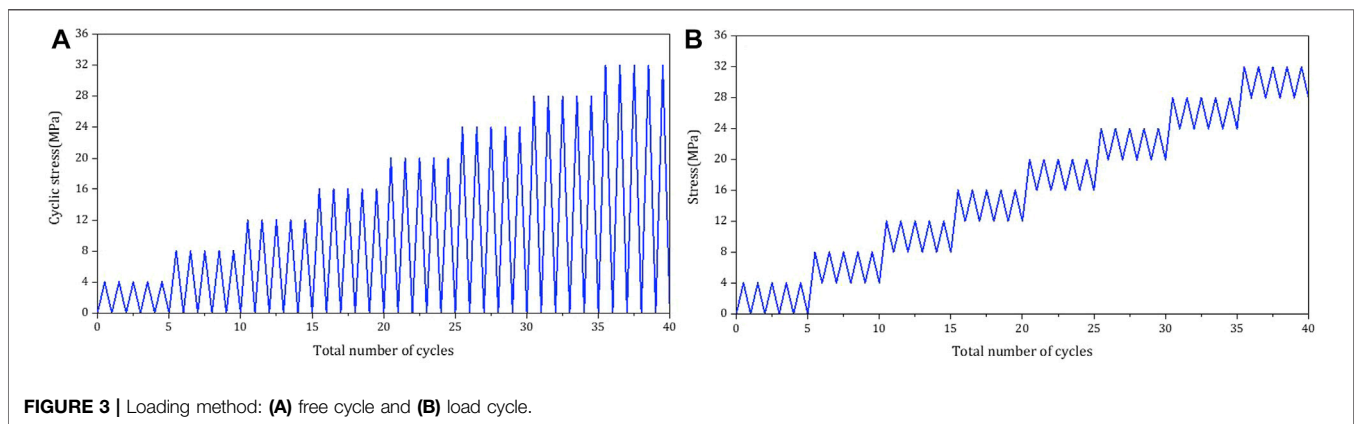 A
36
32
28
24
20
16
12
8
4
0
Cyclic stress(MPa)
0 5 10 15 20 25 30 35 40
Total number of cycles
B
36
32
28
24
20
16
12
8
4
0
Stress(MPa)
0 5 10 15 20 25 30 35 40
Total number of cycles
FIGURE 3 | Loading method: (A) free cycle and (B) load cycle.